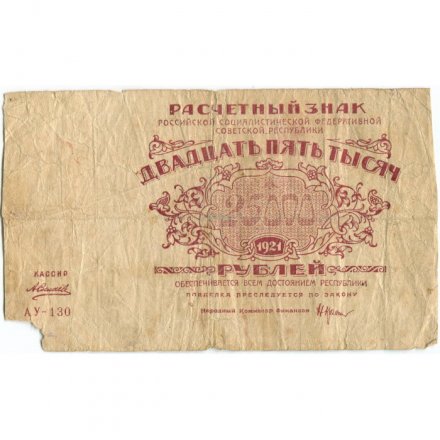 РАСЧЕТНЫЙ ЗНАК
РОССИЙСКОЙ СОЦИАЛИСТИЧЕСКОЙ ФЕДЕРАТИВНОЙ
СОВЕТСКОЙ РЕСПУБЛИКИ
ДВАДЦАТЬ ПЯТЬ ТЫСЯЧ
25000
1921
РУБЛЕЙ
ОБЕСПЕЧИВАЕТСЯ ВСЕМ ДОСТОЯНИЕМ РЕСПУБЛИКИ
ПОДДЕЛКА ПРЕСЛЕДУЕТСЯ ПО ЗАКОНУ
Народный Комиссар Финансов
КАССИР
АУ-130